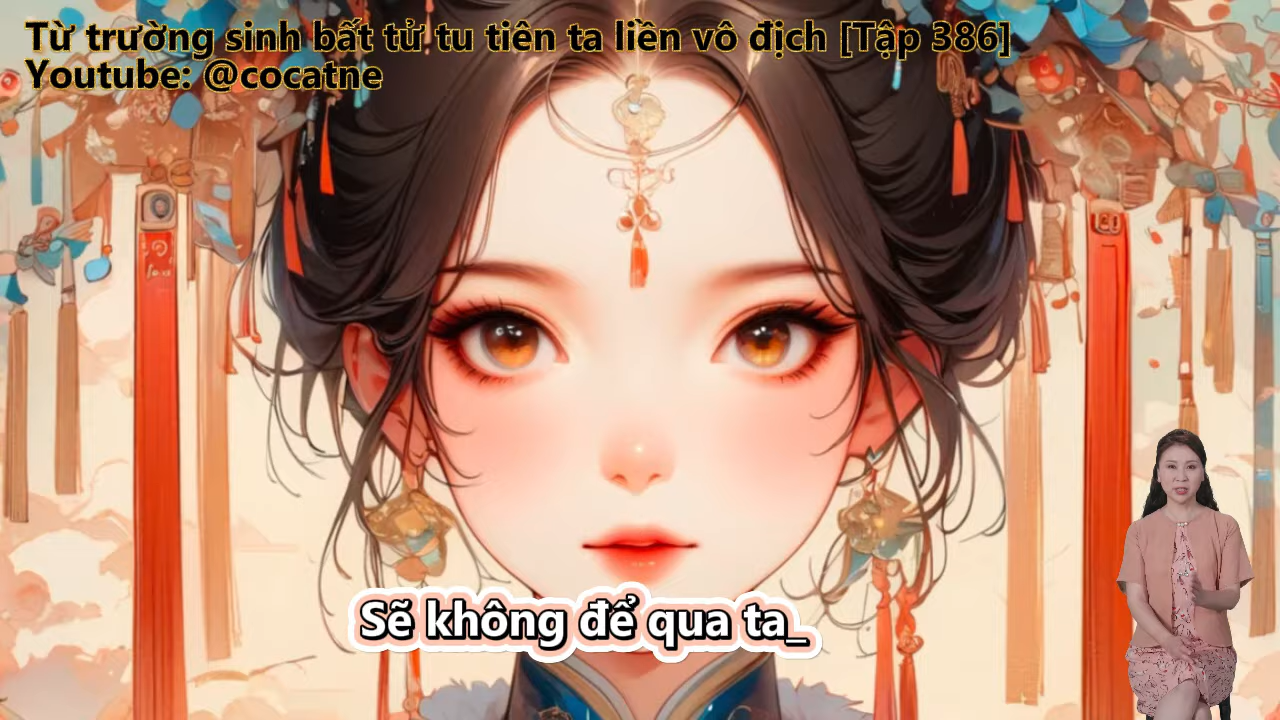 Từ trường sinh bất tử tu tiên ta liền vô địch [Tập 386]
Youtube: @cocatne
Sẽ không để qua ta_